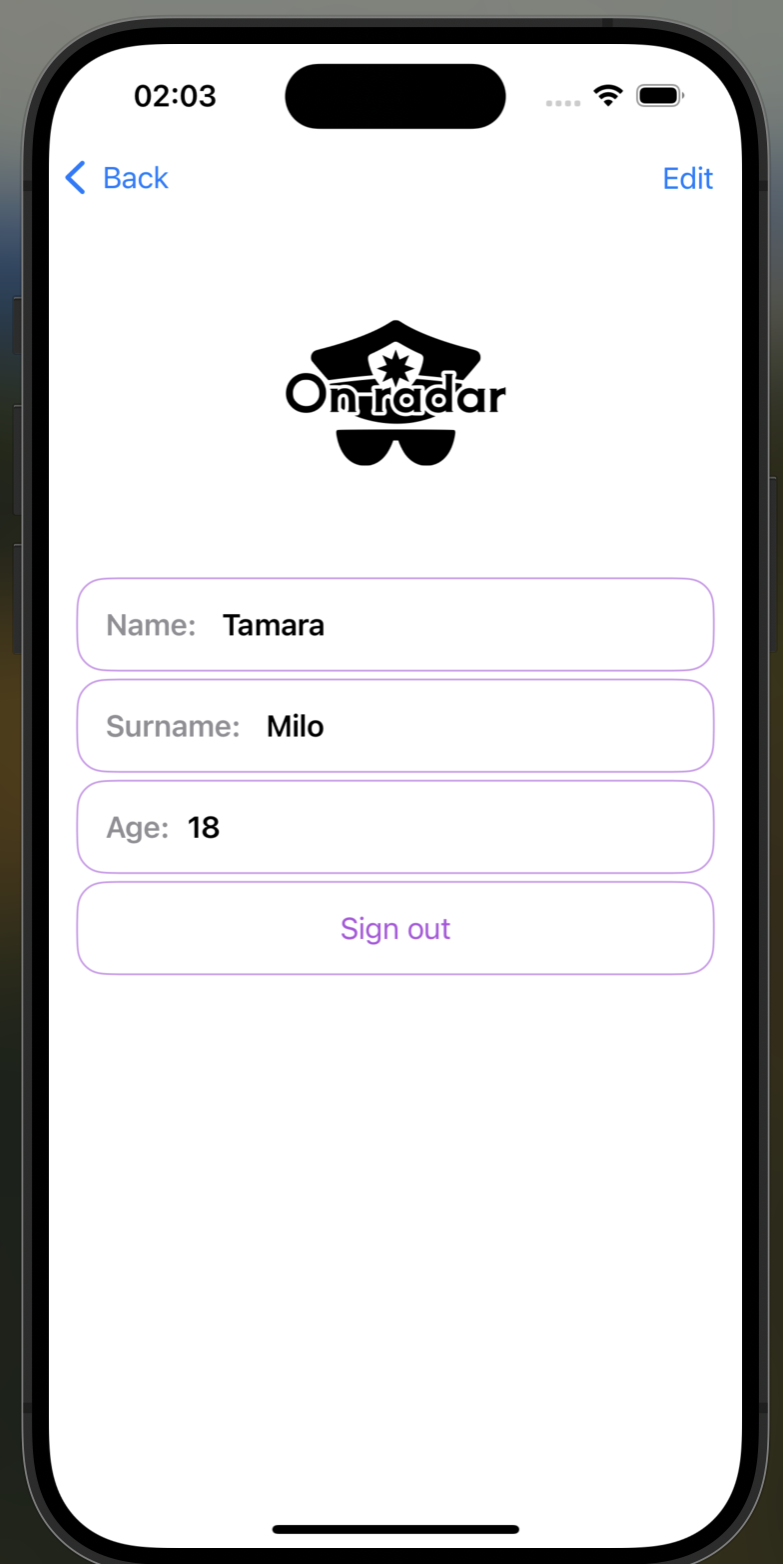 02:03
Back
Edit
On radar
Name: Tamara
Surname: Milo
Age: 18
Sign out